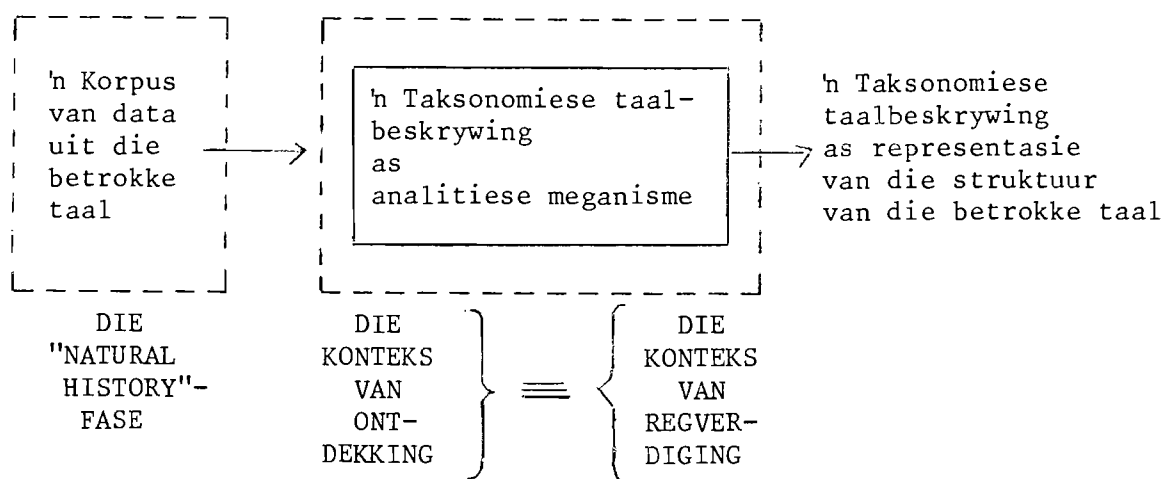 'n Korpus
van data
uit die
betrokke
taal
'n Taksonomiese taal-
beskrywing
as
analitiese meganisme
'n Taksonomiese
taalbeskrywing
as representasie
van die struktuur
van die betrokke taal
DIE
"NATURAL
HISTORY"-
FASE
DIE
KONTEKS
VAN
ONT-
DEKKING
≡
DIE
KONTEKS
VAN
REGVER-
DIGING